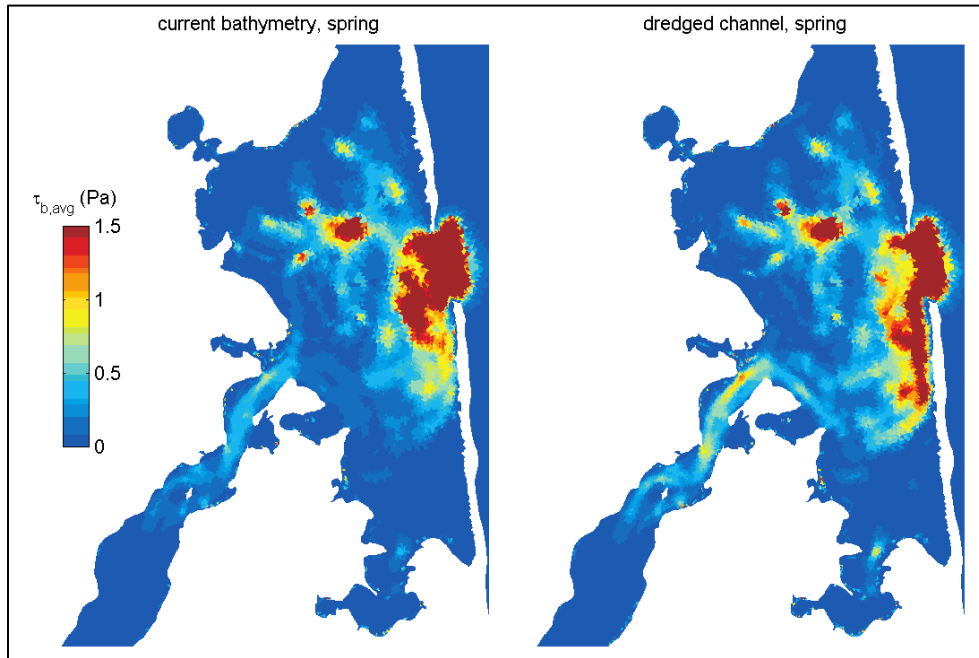 current bathymetry, spring
dredged channel, spring
τb,avg (Pa)
1.5
1
0.5
0